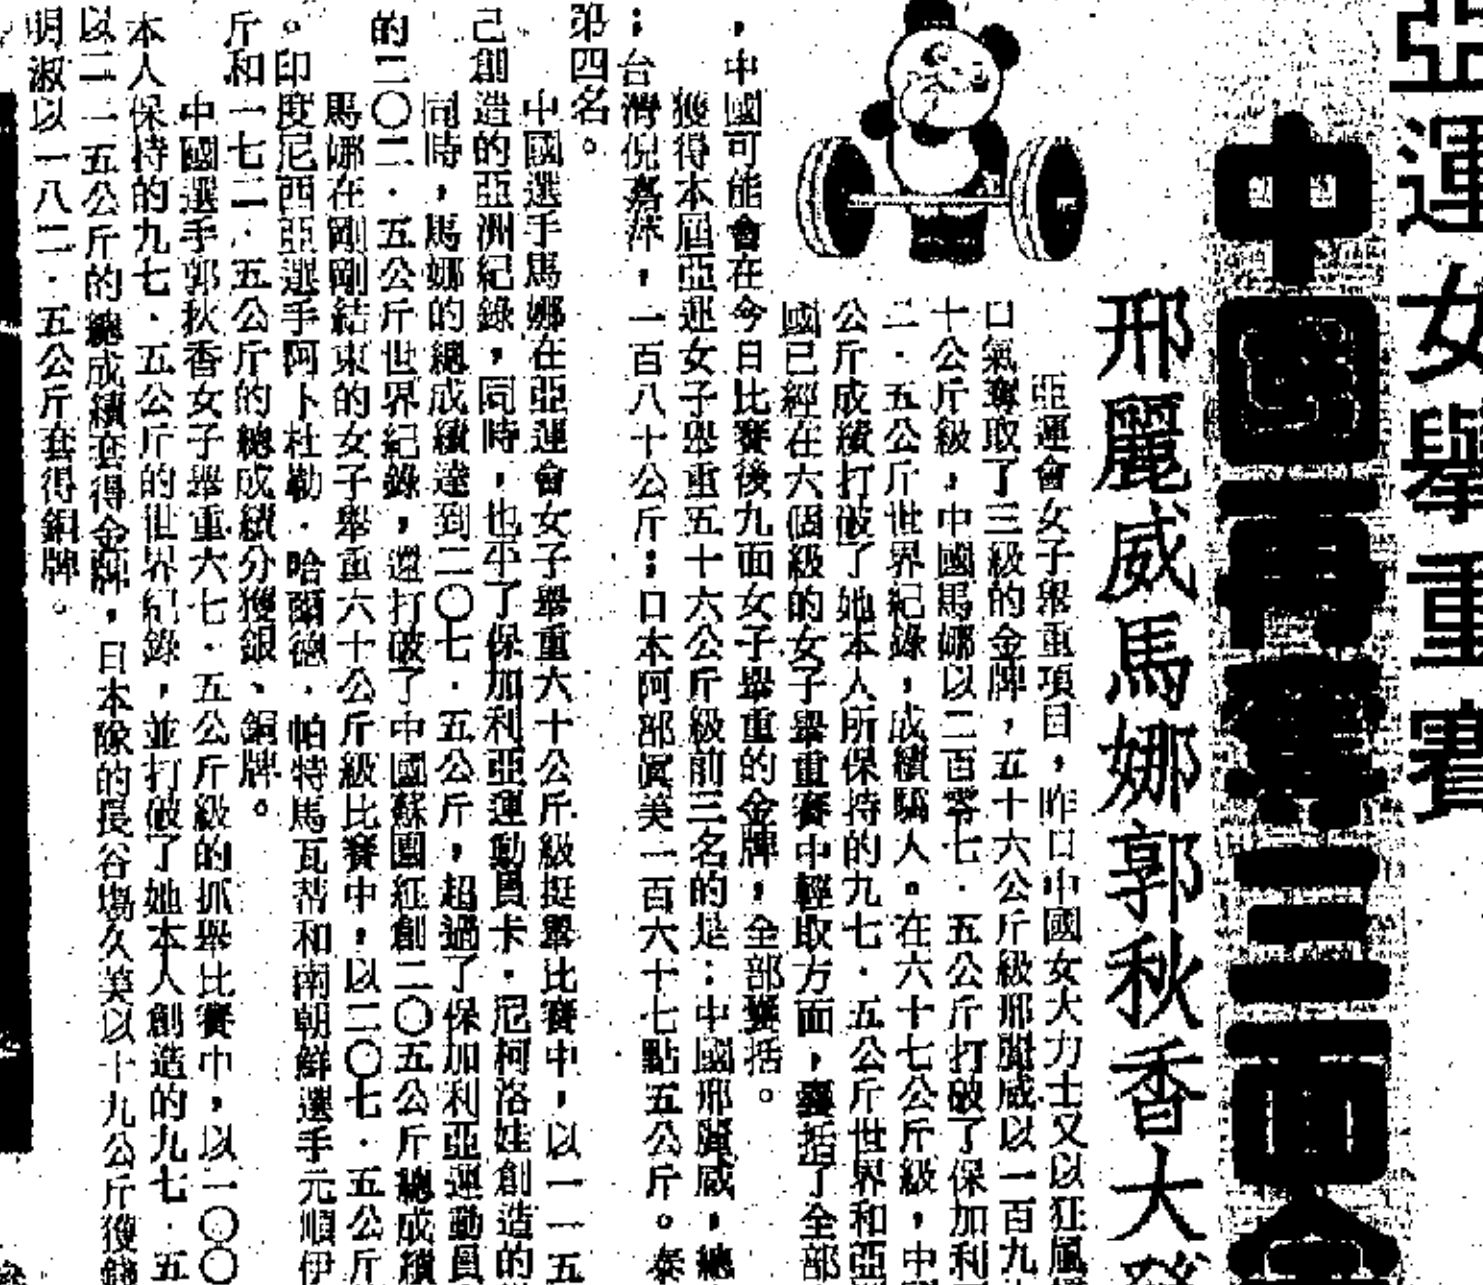 亞運女舉重賽
中國再奪三面金
邢麗威馬娜郭秋香大
亞運會女子舉重項目，昨日中國女大力士又以狂風
口氣奪取了三級的金牌，五十六公斤級邢麗威以一百九
十公斤級，中國馬娜以二百零七．五公斤打破了保加利
二．五公斤世界紀錄，成績驕人。在六十七公斤級，中
公斤成績打破了她本人所保持的九七．五公斤世界和亞
國已經在六個級的女子舉重賽中輕取方面，囊括了全部
，中國可能會在今日比賽後九面女子舉重的金牌，全部囊括。
獲得本屆亞運女子舉重五十六公斤級前三名的是：中國邢麗威，總
；台灣倪嘉萍，一百八十公斤；日本阿部眞美一百六十七點五公斤。泰
第四名。
中國選手馬娜在亞運會女子舉重六十公斤級挺舉比賽中，以一一五
己創造的亞洲紀錄，同時，也平了保加利亞運動員卡．尼柯洛娃創造的
同時，馬娜的總成績達到二〇七．五公斤，超過了保加利亞運動員
的二〇二．五公斤世界紀錄，還打破了中國蘇團紅創二〇五公斤總成績
馬娜在剛剛結束的女子舉重六十公斤級比賽中，以二〇七．五公斤
。印度尼西亞選手阿卜杜勒．哈爾德．帕特馬瓦蒂和南朝鮮選手元順伊
斤和一七二．五公斤的總成績分獲銀、銅牌。
中國選手郭秋香女子舉重六七．五公斤級的抓舉比賽中，以一〇〇
本人保持的九七．五公斤的世界紀錄，並打破了她本人創造的九七．五
以二一五公斤的總成績套得金牌，日本隊的長谷場久美以十九公斤獲
明淑以一八二．五公斤套得銅牌。